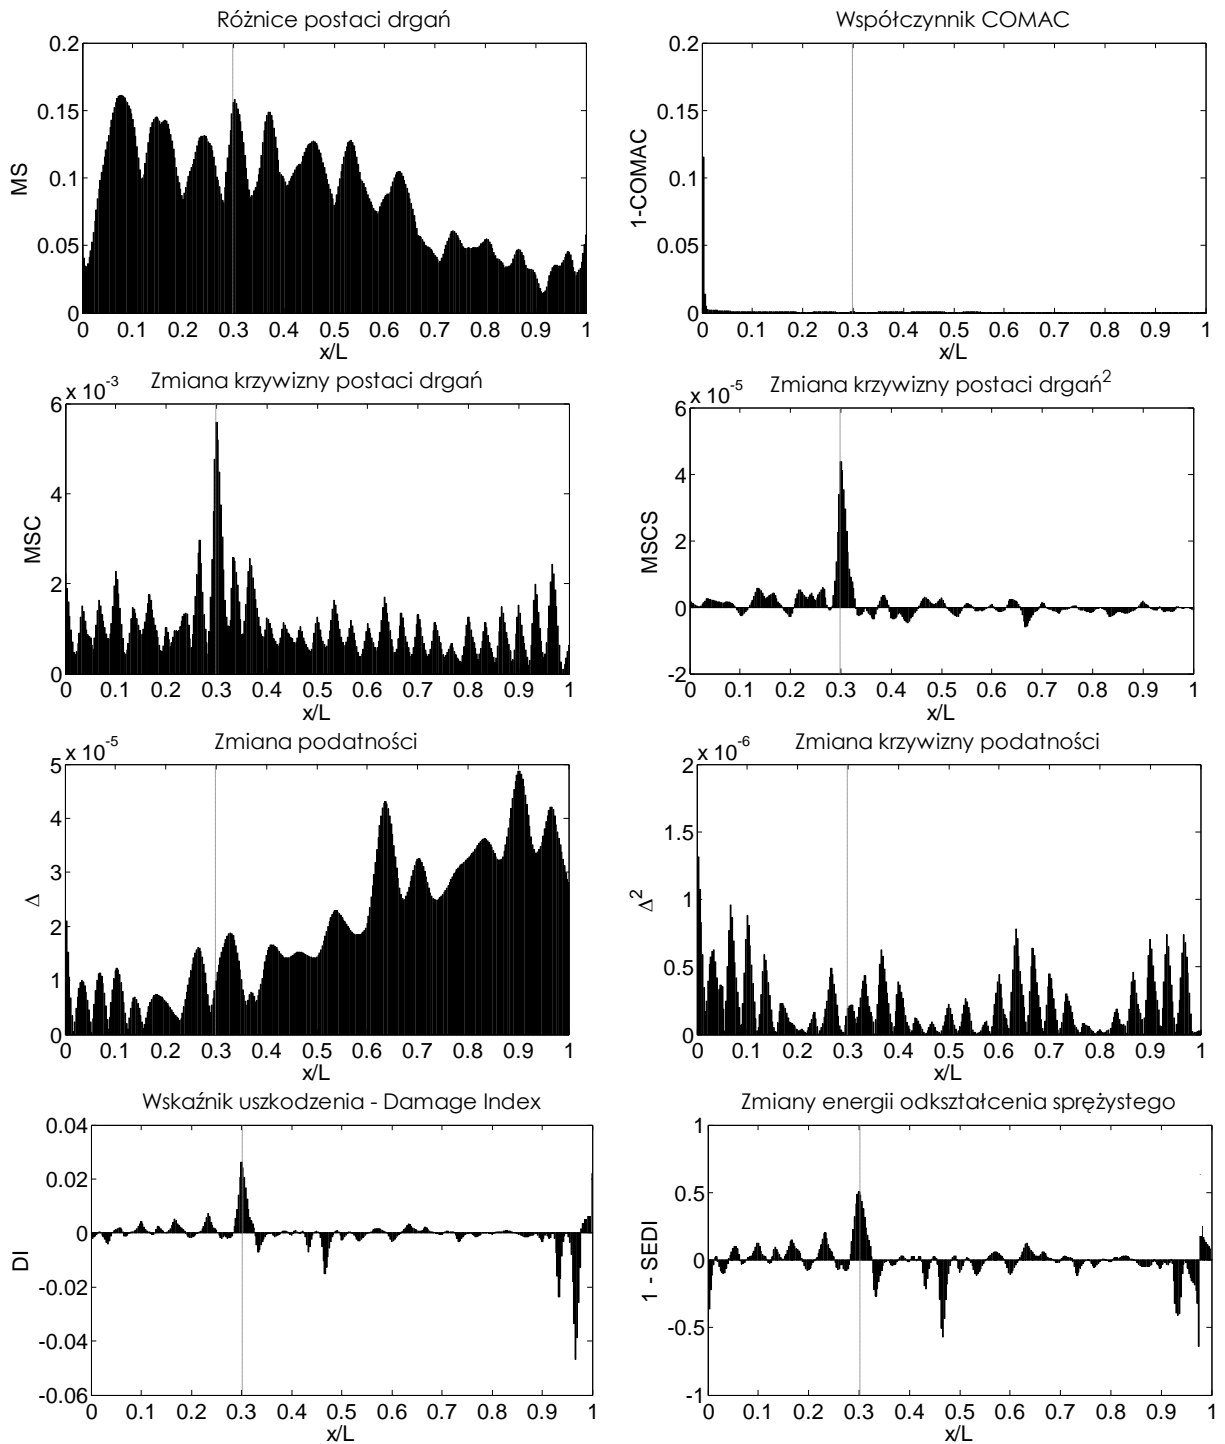 Różnice postaci drgań
0.2
0.15
0.1
0.05
0
MS
0 0.1 0.2 0.3 0.4 0.5 0.6 0.7 0.8 0.9 1
x/L
Współczynnik COMAC
0.2
0.15
0.1
0.05
0
1-COMAC
0 0.1 0.2 0.3 0.4 0.5 0.6 0.7 0.8 0.9 1
x/L
Zmiana krzywizny postaci drgań
x 10^-3
6
4
2
0
MSC
0 0.1 0.2 0.3 0.4 0.5 0.6 0.7 0.8 0.9 1
x/L
Zmiana krzywizny postaci drgań^2
x 10^-5
6
4
2
0
-2
MSCS
0 0.1 0.2 0.3 0.4 0.5 0.6 0.7 0.8 0.9 1
x/L
Zmiana podatności
x 10^-5
5
4
3
2
1
0
Δ
0 0.1 0.2 0.3 0.4 0.5 0.6 0.7 0.8 0.9 1
x/L
Zmiana krzywizny podatności
x 10^-6
2
1.5
1
0.5
0
Δ^2
0 0.1 0.2 0.3 0.4 0.5 0.6 0.7 0.8 0.9 1
x/L
Wskaźnik uszkodzenia - Damage Index
0.04
0.02
0
-0.02
-0.04
-0.06
DI
0 0.1 0.2 0.3 0.4 0.5 0.6 0.7 0.8 0.9 1
x/L
Zmiany energii odkształcenia sprężystego
1
0.5
0
-0.5
-1
1 - SEDI
0 0.1 0.2 0.3 0.4 0.5 0.6 0.7 0.8 0.9 1
x/L